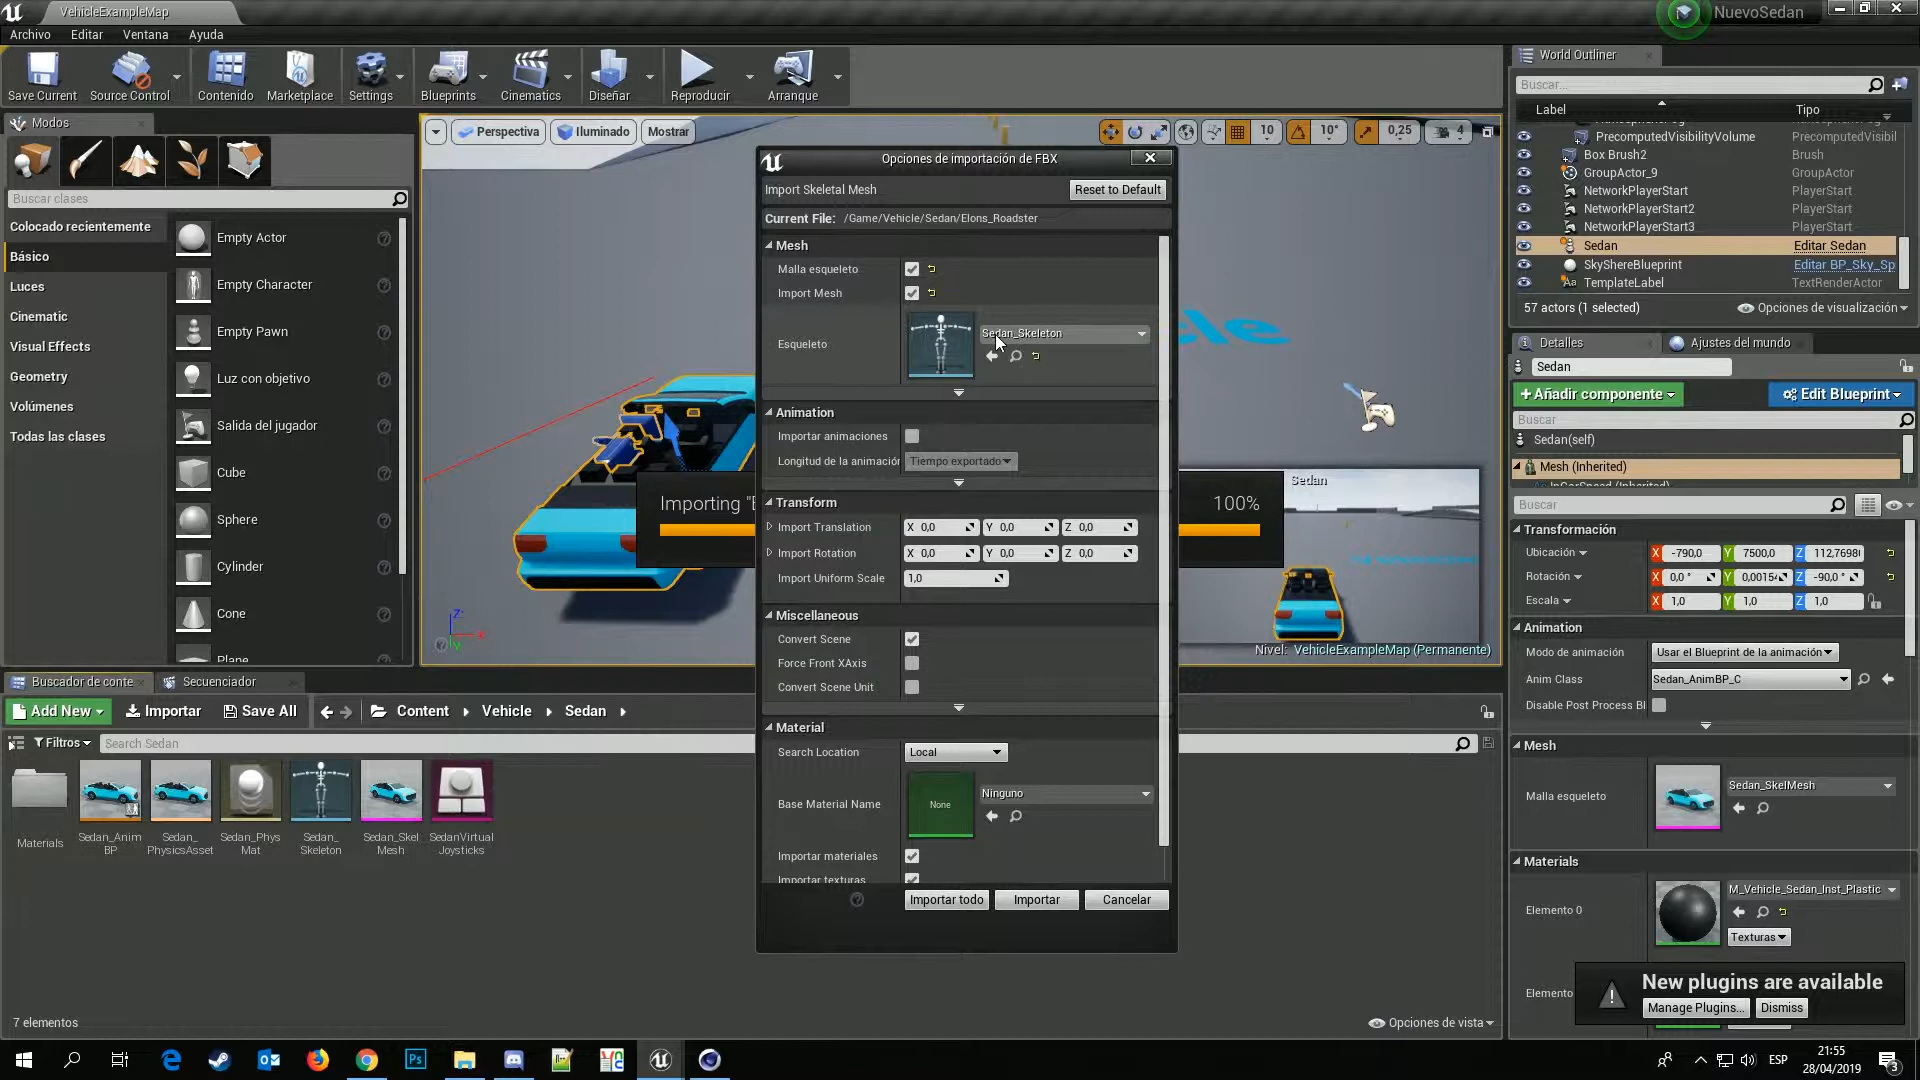 VehicleExampleMap
NuevoSedan
Archivo Editar Ventana Ayuda
World Outliner
Save Current
Source Control
Contenido
Marketplace
Settings
Blueprints
Cinematics
Diseñar
Reproducir
Arranque
Buscar...
Label Tipo
PrecomputedVisibilityVolume PrecomputedVisibil
Box Brush2 Brush
GroupActor_9 GroupActor
NetworkPlayerStart PlayerStart
NetworkPlayerStart2 PlayerStart
NetworkPlayerStart3 PlayerStart
Sedan Editar Sedan
SkyShereBlueprint Editar BP_Sky_Sp
TemplateLabel TextRenderActor
57 actors (1 selected) Opciones de visualización
Modos
Buscar clases
Colocado recientemente
Básico
Luces
Cinematic
Visual Effects
Geometry
Volúmenes
Todas las clases
Empty Actor
Empty Character
Empty Pawn
Luz con objetivo
Salida del jugador
Cube
Sphere
Cylinder
Cone
Plane
Perspectiva Iluminado Mostrar
10 10° 0,25 4
Importing "E
100%
Sedan
Nivel: VehicleExampleMap (Permanente)
Opciones de importación de FBX
Import Skeletal Mesh Reset to Default
Current File: /Game/Vehicle/Sedan/Elons_Roadster
Mesh
Malla esqueleto
Import Mesh
Esqueleto Sedan_Skeleton
Animation
Importar animaciones
Longitud de la animación Tiempo exportado
Transform
Import Translation X 0,0 Y 0,0 Z 0,0
Import Rotation X 0,0 Y 0,0 Z 0,0
Import Uniform Scale 1,0
Miscellaneous
Convert Scene
Force Front XAxis
Convert Scene Unit
Material
Search Location Local
Base Material Name None Ninguno
Importar materiales
Importar texturas
Importar todo Importar Cancelar
Detalles Ajustes del mundo
Sedan
+Añadir componente Edit Blueprint
Buscar
Sedan(self)
Mesh (Inherited)
InCarSpeed (Inherited)
Buscar
Transformación
Ubicación X -790,0 Y 7500,0 Z 112,7698
Rotación X 0,0 ° Y 0,0015 Z -90,0 °
Escala X 1,0 Y 1,0 Z 1,0
Animation
Modo de animación Usar el Blueprint de la animación
Anim Class Sedan_AnimBP_C
Disable Post Process Bl
Mesh
Malla esqueleto Sedan_SkelMesh
Materials
Elemento 0 M_Vehicle_Sedan_Inst_Plastic
Texturas
Elemento
New plugins are available
Manage Plugins... Dismiss
Buscador de conte Secuenciador
Add New Importar Save All Content Vehicle Sedan
Filtros Search Sedan
Materials
Sedan_Anim
BP
Sedan_
PhysicsAsset
Sedan_Phys
Mat
Sedan_
Skeleton
Sedan_Skel
Mesh
SedanVirtual
Joysticks
7 elementos Opciones de vista
ESP
21:55
28/04/2019
3